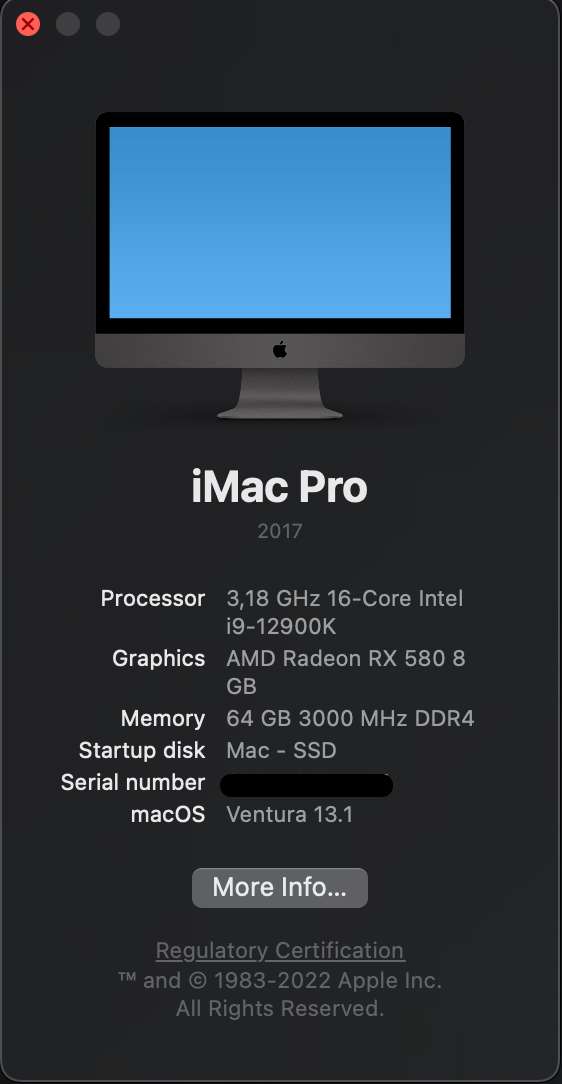 iMac Pro
2017
Processor 3,18 GHz 16-Core Intel
i9-12900K
Graphics AMD Radeon RX 580 8
GB
Memory 64 GB 3000 MHz DDR4
Startup disk Mac - SSD
Serial number
macOS Ventura 13.1
More Info...
Regulatory Certification
™ and © 1983-2022 Apple Inc.
All Rights Reserved.